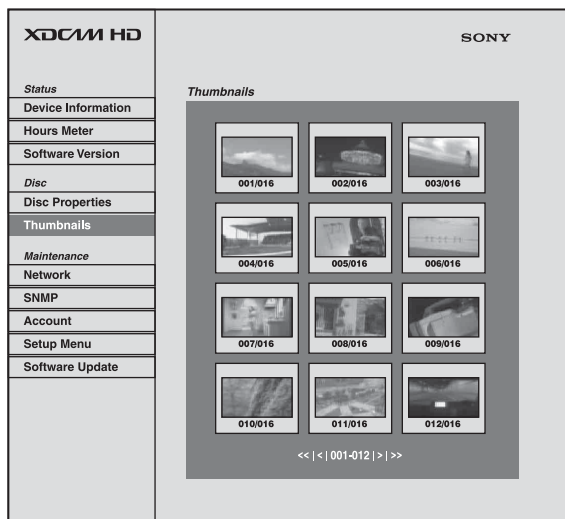 XDCAM HD
SONY
Status
Device Information
Hours Meter
Software Version
Disc
Disc Properties
Thumbnails
Maintenance
Network
SNMP
Account
Setup Menu
Software Update
Thumbnails
001/016
002/016
003/016
004/016
005/016
006/016
007/016
008/016
009/016
010/016
011/016
012/016
<< | < | 001-012 | > | >>